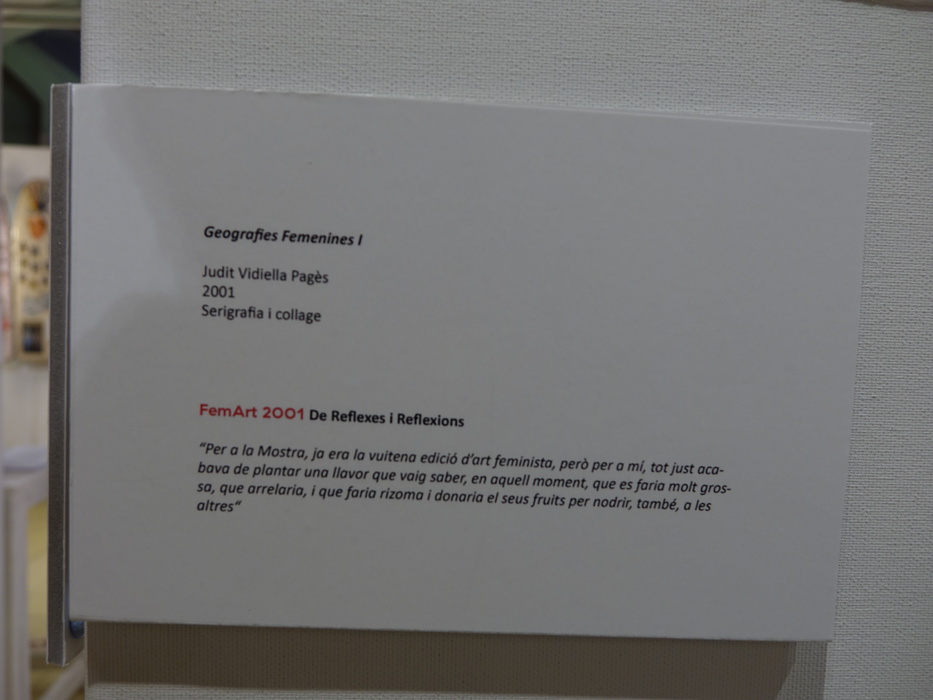 Geografies Femenines I
Judit Vidiella Pagès
2001
Serigrafia i collage
FemArt 2001 De Reflexes i Reflexions
“Per a la Mostra, ja era la vuitena edició d’art feminista, però per a mí, tot just aca-
bava de plantar una llavor que vaig saber, en aquell moment, que es faria molt gros-
sa, que arrelaria, i que faria rizoma i donaria el seus fruits per nodrir, també, a les
altres“